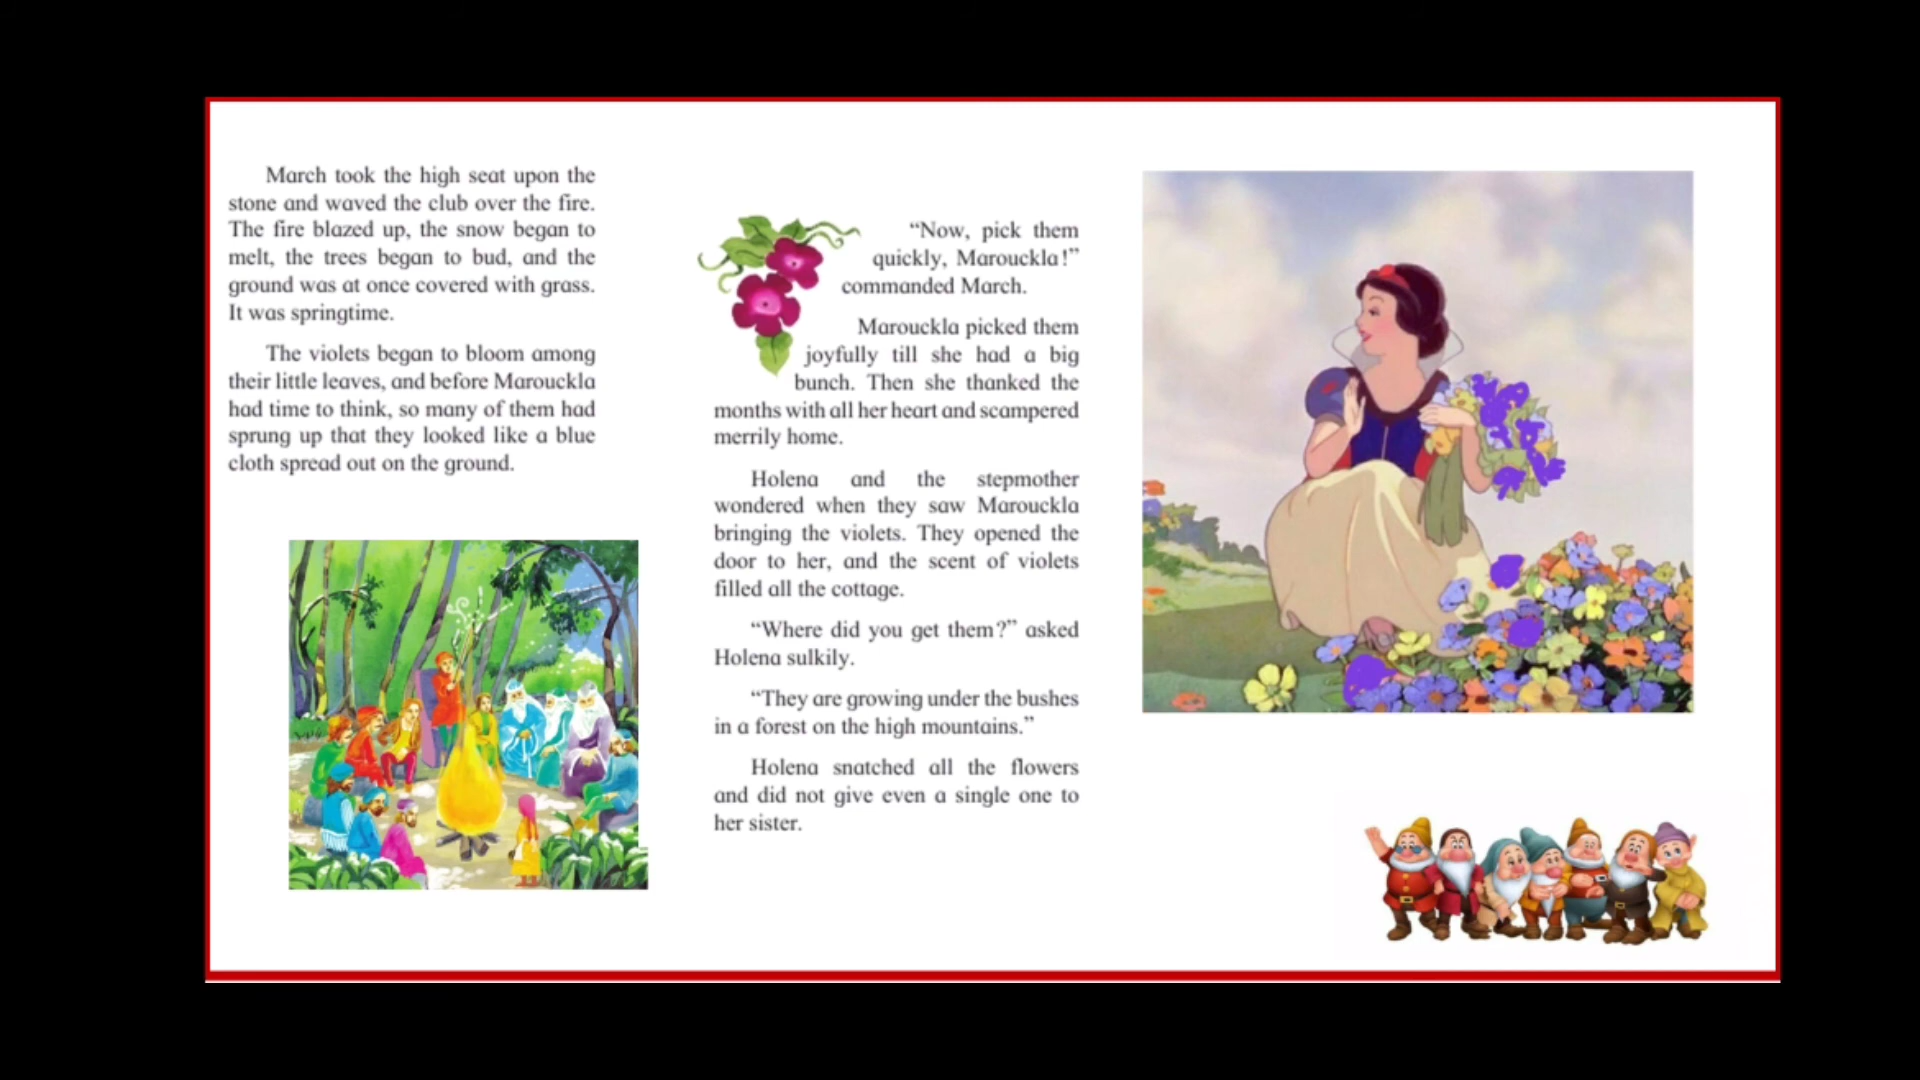 March took the high seat upon the
stone and waved the club over the fire.
The fire blazed up, the snow began to
melt, the trees began to bud, and the
ground was at once covered with grass.
It was springtime.
The violets began to bloom among
their little leaves, and before Marouckla
had time to think, so many of them had
sprung up that they looked like a blue
cloth spread out on the ground.
“Now, pick them
quickly, Marouckla!”
commanded March.
Marouckla picked them
joyfully till she had a big
bunch. Then she thanked the
months with all her heart and scampered
merrily home.
Holena and the stepmother
wondered when they saw Marouckla
bringing the violets. They opened the
door to her, and the scent of violets
filled all the cottage.
“Where did you get them?” asked
Holena sulkily.
“They are growing under the bushes
in a forest on the high mountains.”
Holena snatched all the flowers
and did not give even a single one to
her sister.